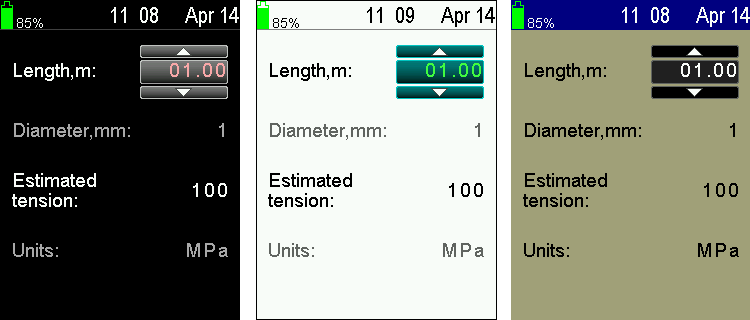 85% 11 08 Apr 14
Length,m: 01.00
Diameter,mm: 1
Estimated
tension: 100
Units: MPa
85% 11 09 Apr 14
Length,m: 01.00
Diameter,mm: 1
Estimated
tension: 100
Units: MPa
85% 11 08 Apr 14
Length,m: 01.00
Diameter,mm: 1
Estimated
tension: 100
Units: MPa